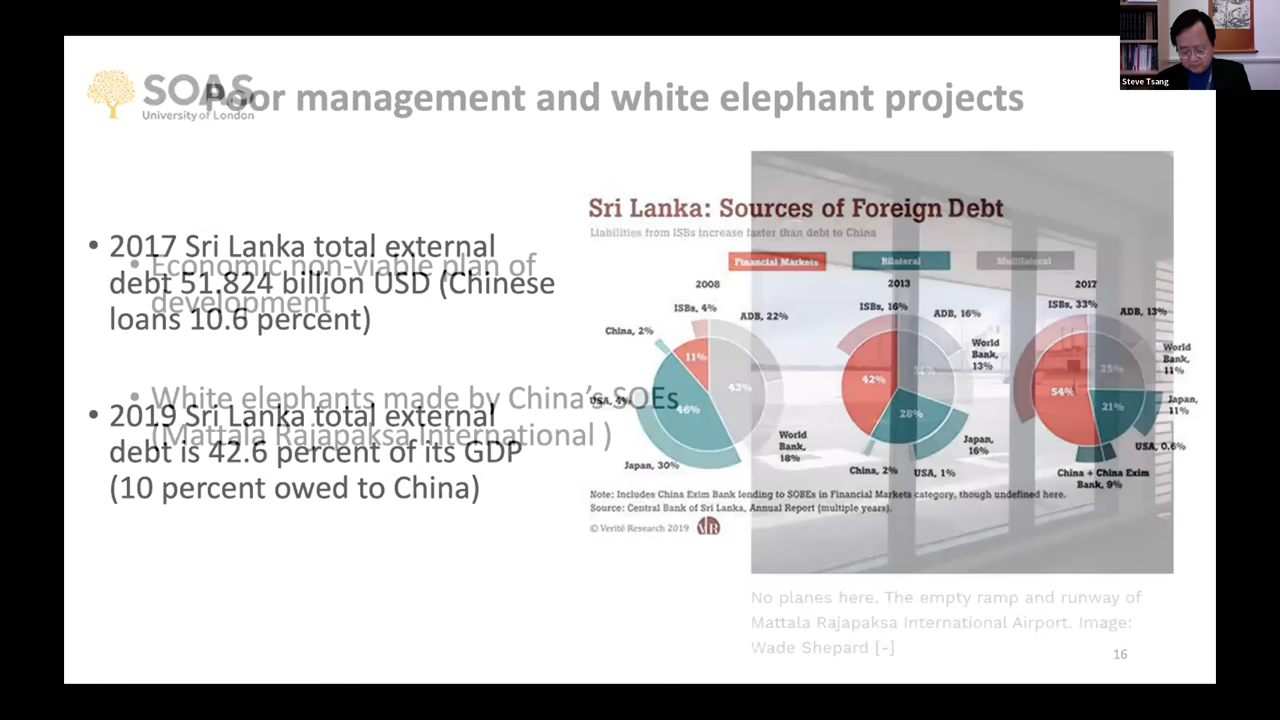 Steve Tsang
SOAS
University of London
Poor management and white elephant projects
• 2017 Sri Lanka total external
debt 51.824 billion USD (Chinese
loans 10.6 percent)
• 2019 Sri Lanka total external
debt is 42.6 percent of its GDP
(10 percent owed to China)
• Economic non-viable plan of
development
• White elephants made by China's SOEs
(Mattala Rajapaksa International )
Sri Lanka: Sources of Foreign Debt
Liabilities from ISBs increase faster than debt to China
Financial Markets
Bilateral
Multilateral
2008
ISBs, 4%
ADB, 22%
China, 2%
11%
43%
46%
USA, 4%
World
Bank,
18%
Japan, 30%
2013
ISBs, 16%
ADB, 16%
World
Bank,
13%
42%
28%
Japan,
16%
China, 2%
USA, 1%
2017
ISBs, 33%
ADB, 13%
World
Bank,
11%
25%
54%
21%
Japan,
11%
USA, 0.6%
China + China Exim
Bank, 9%
Note: Includes China Exim Bank lending to SOBEs in Financial Markets category, though undefined here.
Source: Central Bank of Sri Lanka, Annual Report (multiple years).
© Verité Research 2019
No planes here. The empty ramp and runway of
Mattala Rajapaksa International Airport. Image:
Wade Shepard [-]
16